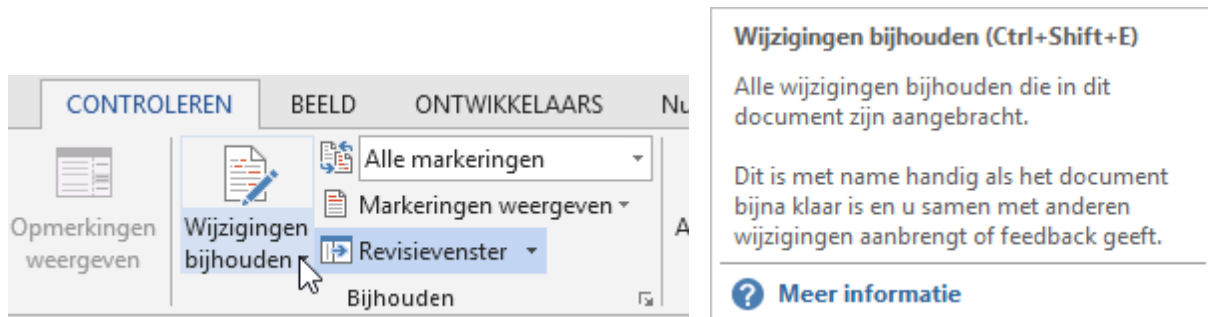 CONTROLEREN BEELD ONTWIKKELAARS
Opmerkingen
weergeven
Wijzigingen
bijhouden
Alle markeringen
Markeringen weergeven
Revisievenster
Bijhouden
Wijzigingen bijhouden (Ctrl+Shift+E)
Alle wijzigingen bijhouden die in dit
document zijn aangebracht.
Dit is met name handig als het document
bijna klaar is en u samen met anderen
wijzigingen aanbrengt of feedback geeft.
Meer informatie